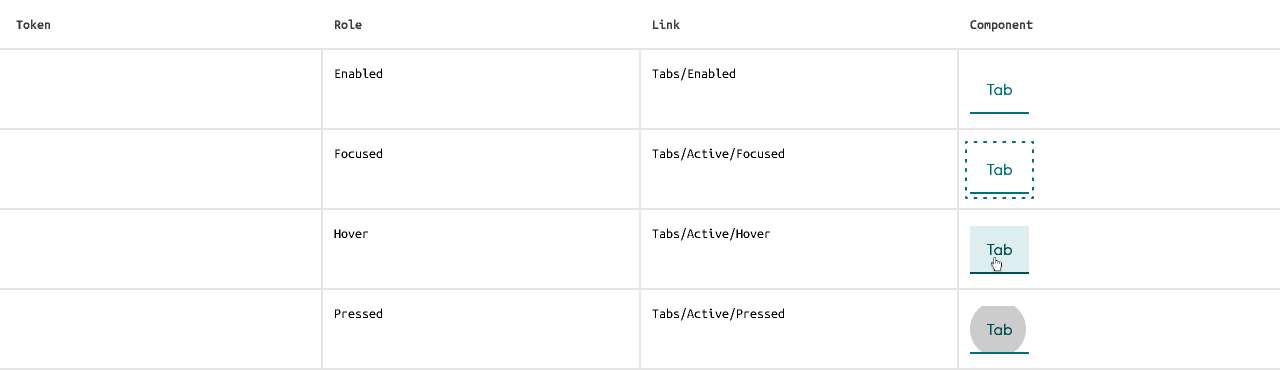 Token Role Link Component
Enabled Tabs/Enabled Tab
Focused Tabs/Active/Focused Tab
Hover Tabs/Active/Hover Tab
Pressed Tabs/Active/Pressed Tab